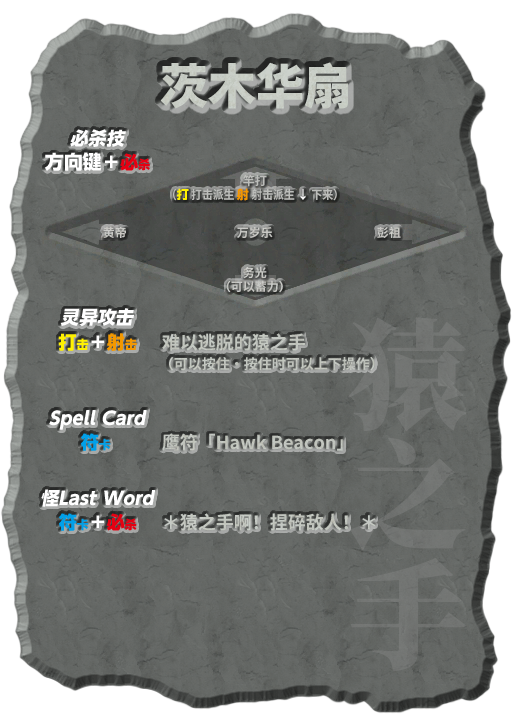 茨木华扇
必杀技
方向键＋必杀
竿打
（打打击派生射射击派生↓下来）
黄帝 万岁乐 彭祖
务光
（可以蓄力）
灵异攻击
打击＋射击 难以逃脱的猿之手
（可以按住·按住时可以上下操作）
Spell Card
符卡 鹰符「Hawk Beacon」
怪Last Word
符卡＋必杀 ＊猿之手啊！捏碎敌人！＊
猿之手